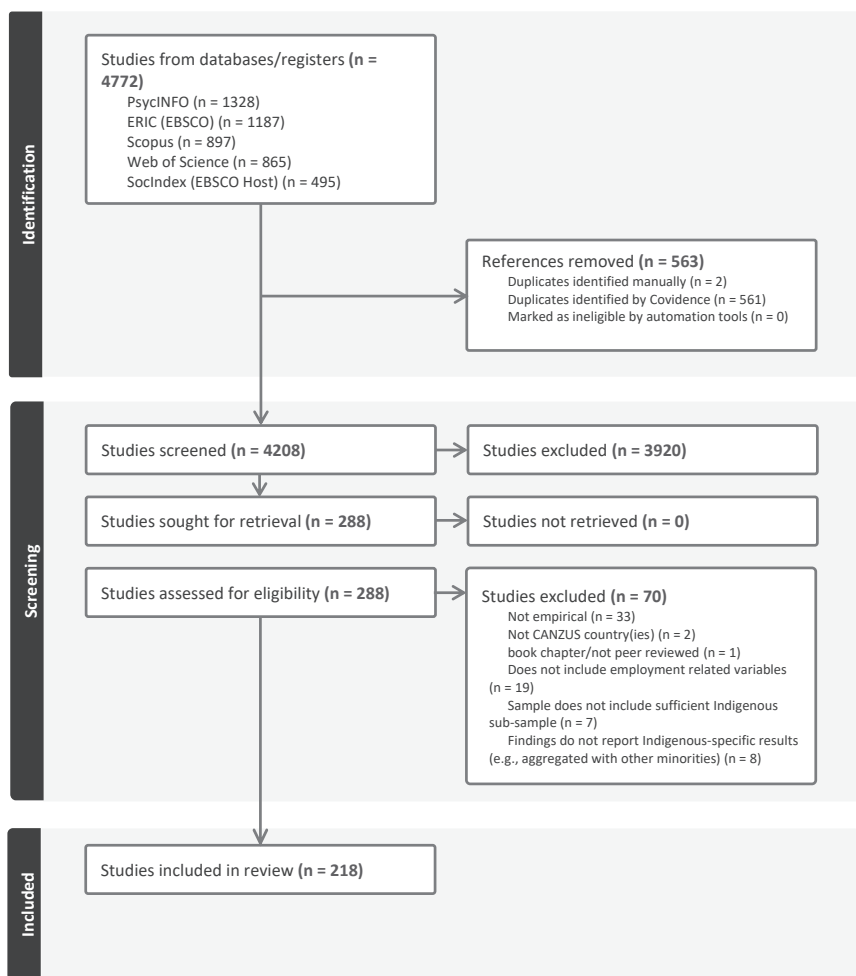 Identification
Studies from databases/registers (n =
4772)
PsycINFO (n = 1328)
ERIC (EBSCO) (n = 1187)
Scopus (n = 897)
Web of Science (n = 865)
SocIndex (EBSCO Host) (n = 495)
References removed (n = 563)
Duplicates identified manually (n = 2)
Duplicates identified by Covidence (n = 561)
Marked as ineligible by automation tools (n = 0)
Screening
Studies screened (n = 4208)
Studies excluded (n = 3920)
Studies sought for retrieval (n = 288)
Studies not retrieved (n = 0)
Studies assessed for eligibility (n = 288)
Studies excluded (n = 70)
Not empirical (n = 33)
Not CANZUS country(ies) (n = 2)
book chapter/not peer reviewed (n = 1)
Does not include employment related variables
(n = 19)
Sample does not include sufficient Indigenous
sub-sample (n = 7)
Findings do not report Indigenous-specific results
(e.g., aggregated with other minorities) (n = 8)
Included
Studies included in review (n = 218)